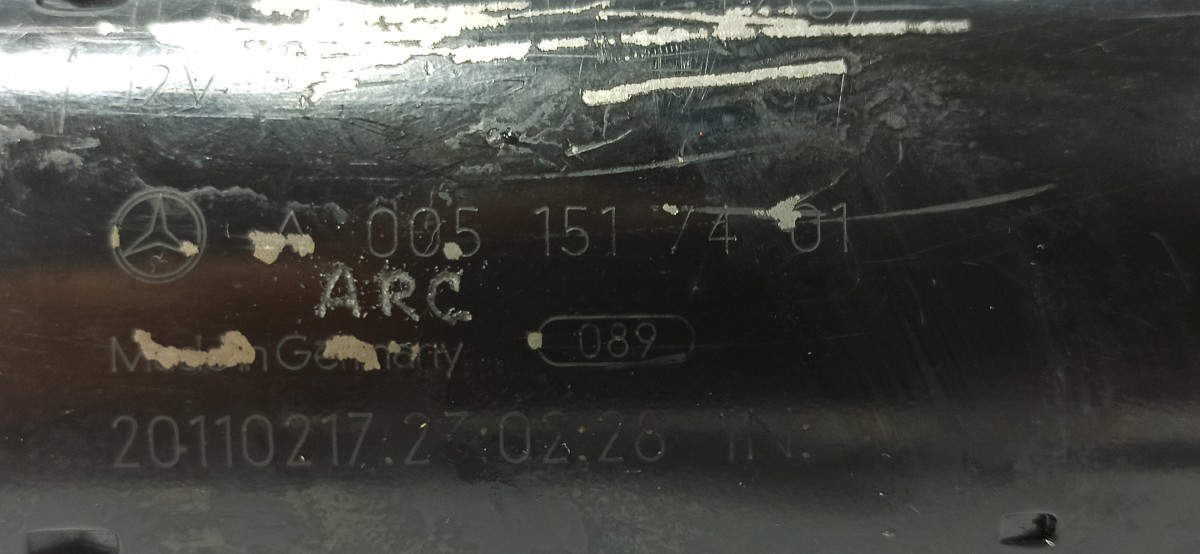 12V
A 005 151 74 01
ARC
Made in Germany 089
20110217.23:02:28 1N.